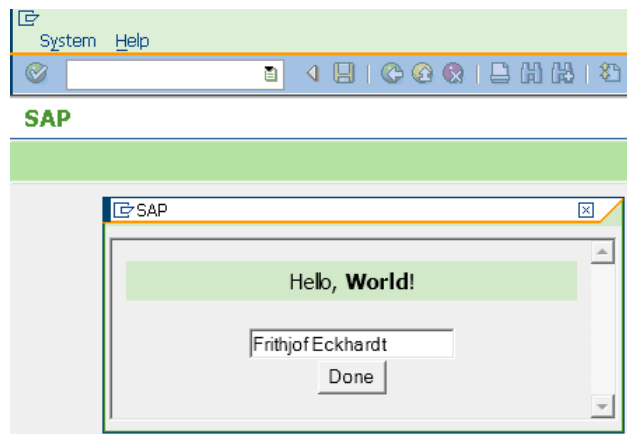 System Help
SAP
SAP
Hello, World!
Frithjof Eckhardt
Done